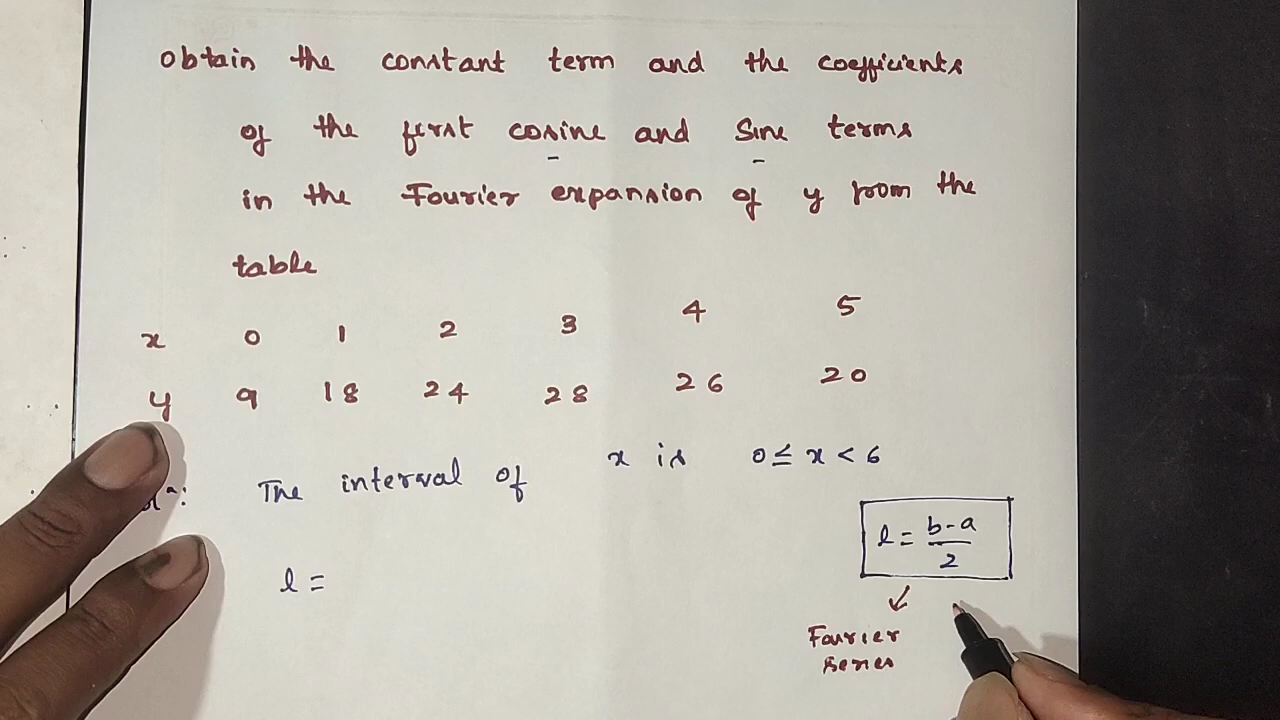 obtain the constant term and the coefficients
of the first cosine and sine terms
in the Fourier expansion of y from the
table
x 0 1 2 3 4 5
y 9 18 24 28 26 20
The interval of x is 0 ≤ x < 6
l = b-a / 2
l =
Fourier
series